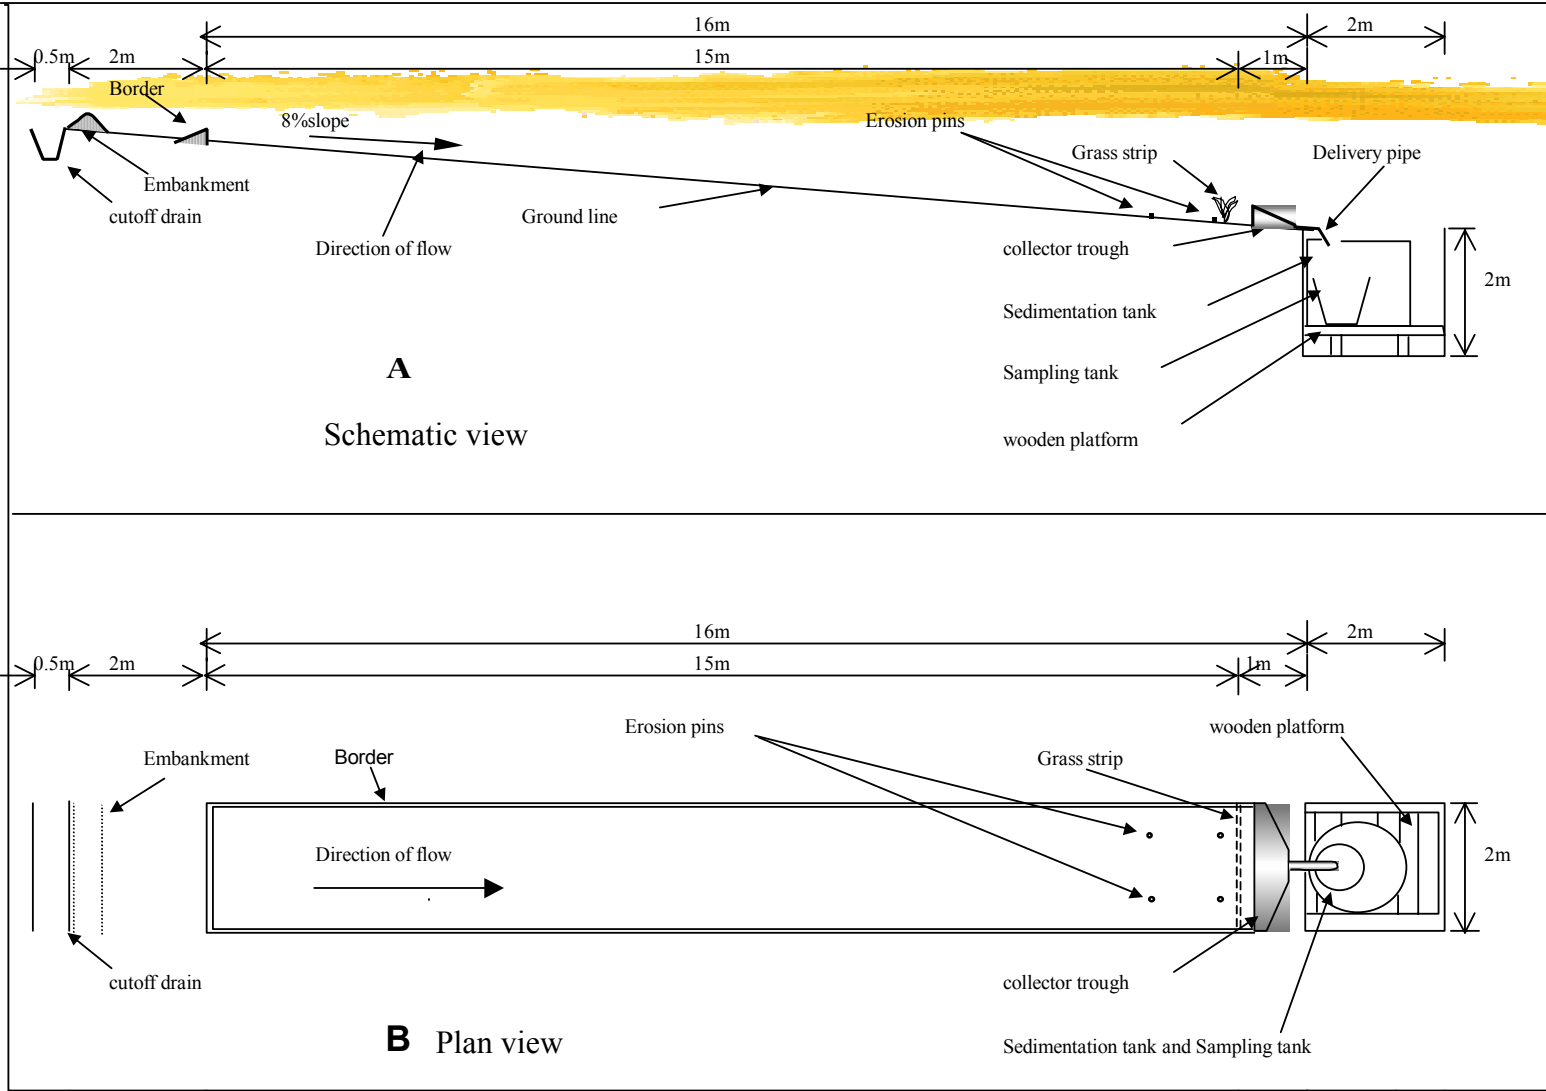 16m
2m
0.5m
2m
15m
1m
Border
8%slope
Erosion pins
Grass strip
Delivery pipe
Embankment
cutoff drain
Ground line
Direction of flow
collector trough
2m
Sedimentation tank
A
Sampling tank
Schematic view
wooden platform
16m
2m
0.5m
2m
15m
1m
Erosion pins
wooden platform
Embankment
Border
Grass strip
Direction of flow
2m
cutoff drain
collector trough
B Plan view
Sedimentation tank and Sampling tank